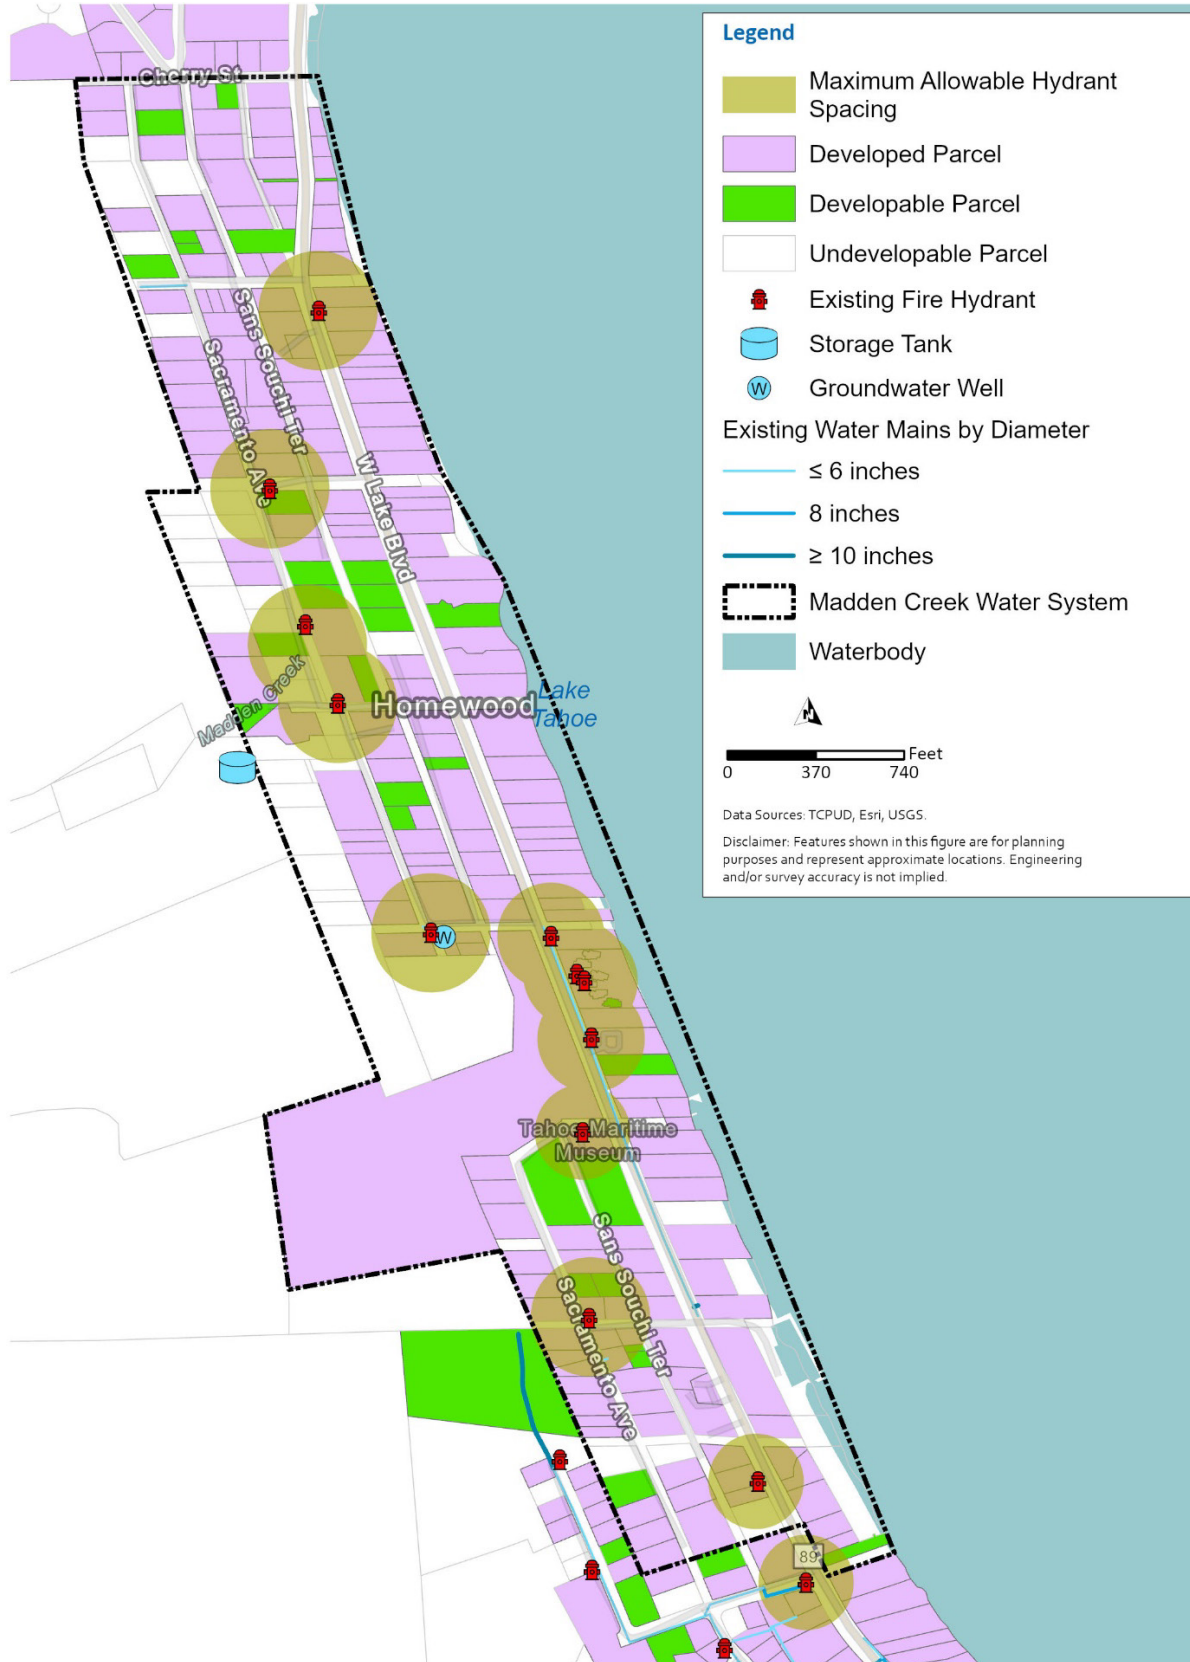 Cherry St
Sans Souchi Ter
Sacramento Ave
W Lake Blvd
Madden Creek
Homewood
Lake
Tahoe
W
Tahoe Maritime
Museum
Sans Souchi Ter
Sacramento Ave
89
Legend
Maximum Allowable Hydrant
Spacing
Developed Parcel
Developable Parcel
Undevelopable Parcel
Existing Fire Hydrant
Storage Tank
W
Groundwater Well
Existing Water Mains by Diameter
≤ 6 inches
8 inches
≥ 10 inches
Madden Creek Water System
Waterbody
N
Feet
0 370 740
Data Sources: TCPUD, Esri, USGS.
Disclaimer: Features shown in this figure are for planning
purposes and represent approximate locations. Engineering
and/or survey accuracy is not implied.